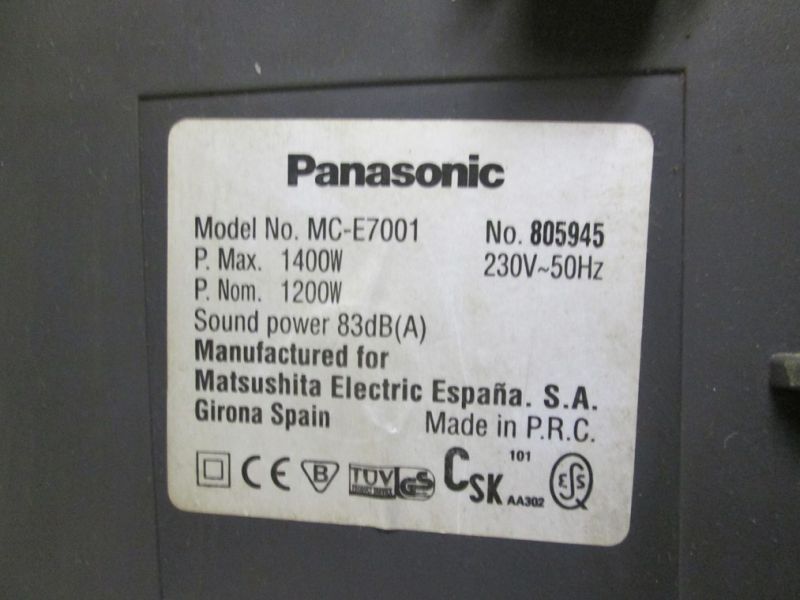 Panasonic
Model No. MC-E7001 No. 805945
P. Max. 1400W 230V~50Hz
P. Nom. 1200W
Sound power 83dB(A)
Manufactured for
Matsushita Electric España. S.A.
Girona Spain Made in P.R.C.
CE B TÜV GS CSK 101 AA302